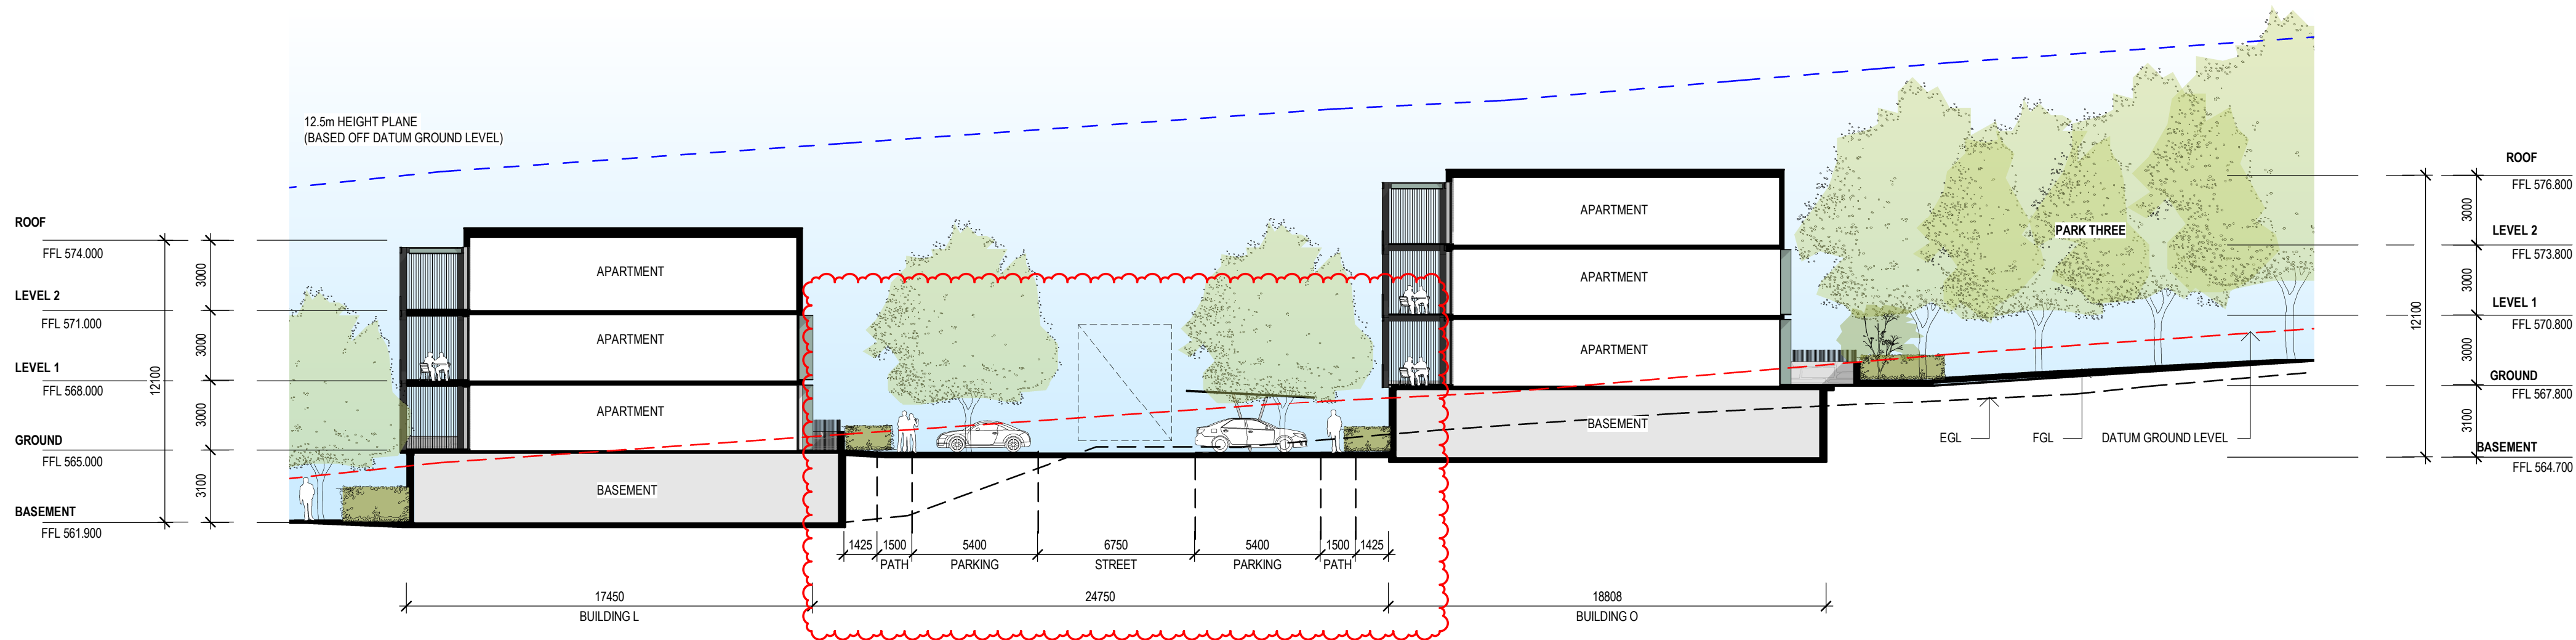 12.5m HEIGHT PLANE
(BASED OFF DATUM GROUND LEVEL)
ROOF
FFL 574.000
LEVEL 2
FFL 571.000
LEVEL 1
FFL 568.000
GROUND
FFL 565.000
BASEMENT
FFL 561.900
12100
3000
3000
3000
3100
APARTMENT
APARTMENT
APARTMENT
BASEMENT
APARTMENT
APARTMENT
APARTMENT
BASEMENT
PARK THREE
EGL
FGL
DATUM GROUND LEVEL
1425
1500
5400
6750
5400
1500
1425
PATH
PARKING
STREET
PARKING
PATH
17450
24750
18808
BUILDING L
BUILDING O
12100
3000
3000
3000
3100
ROOF
FFL 576.800
LEVEL 2
FFL 573.800
LEVEL 1
FFL 570.800
GROUND
FFL 567.800
BASEMENT
FFL 564.700